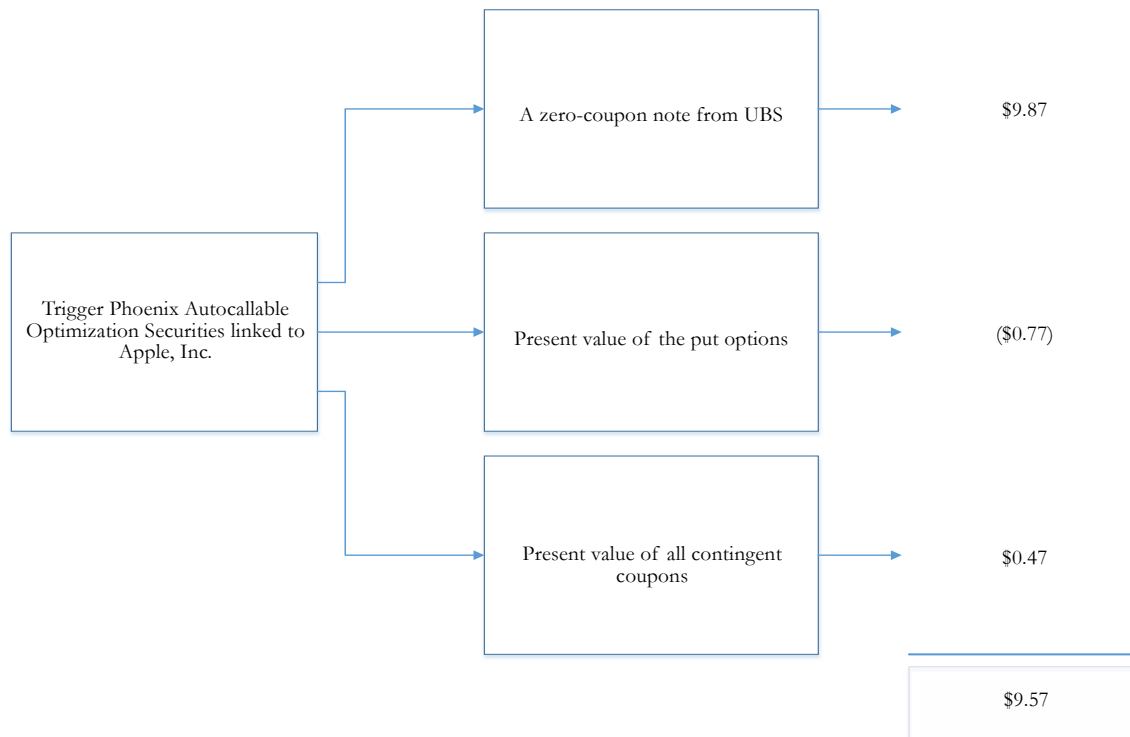 A zero-coupon note from UBS
$9.87
Trigger Phoenix Autocallable
Optimization Securities linked to
Apple, Inc.
Present value of the put options
($0.77)
Present value of all contingent
coupons
$0.47
$9.57